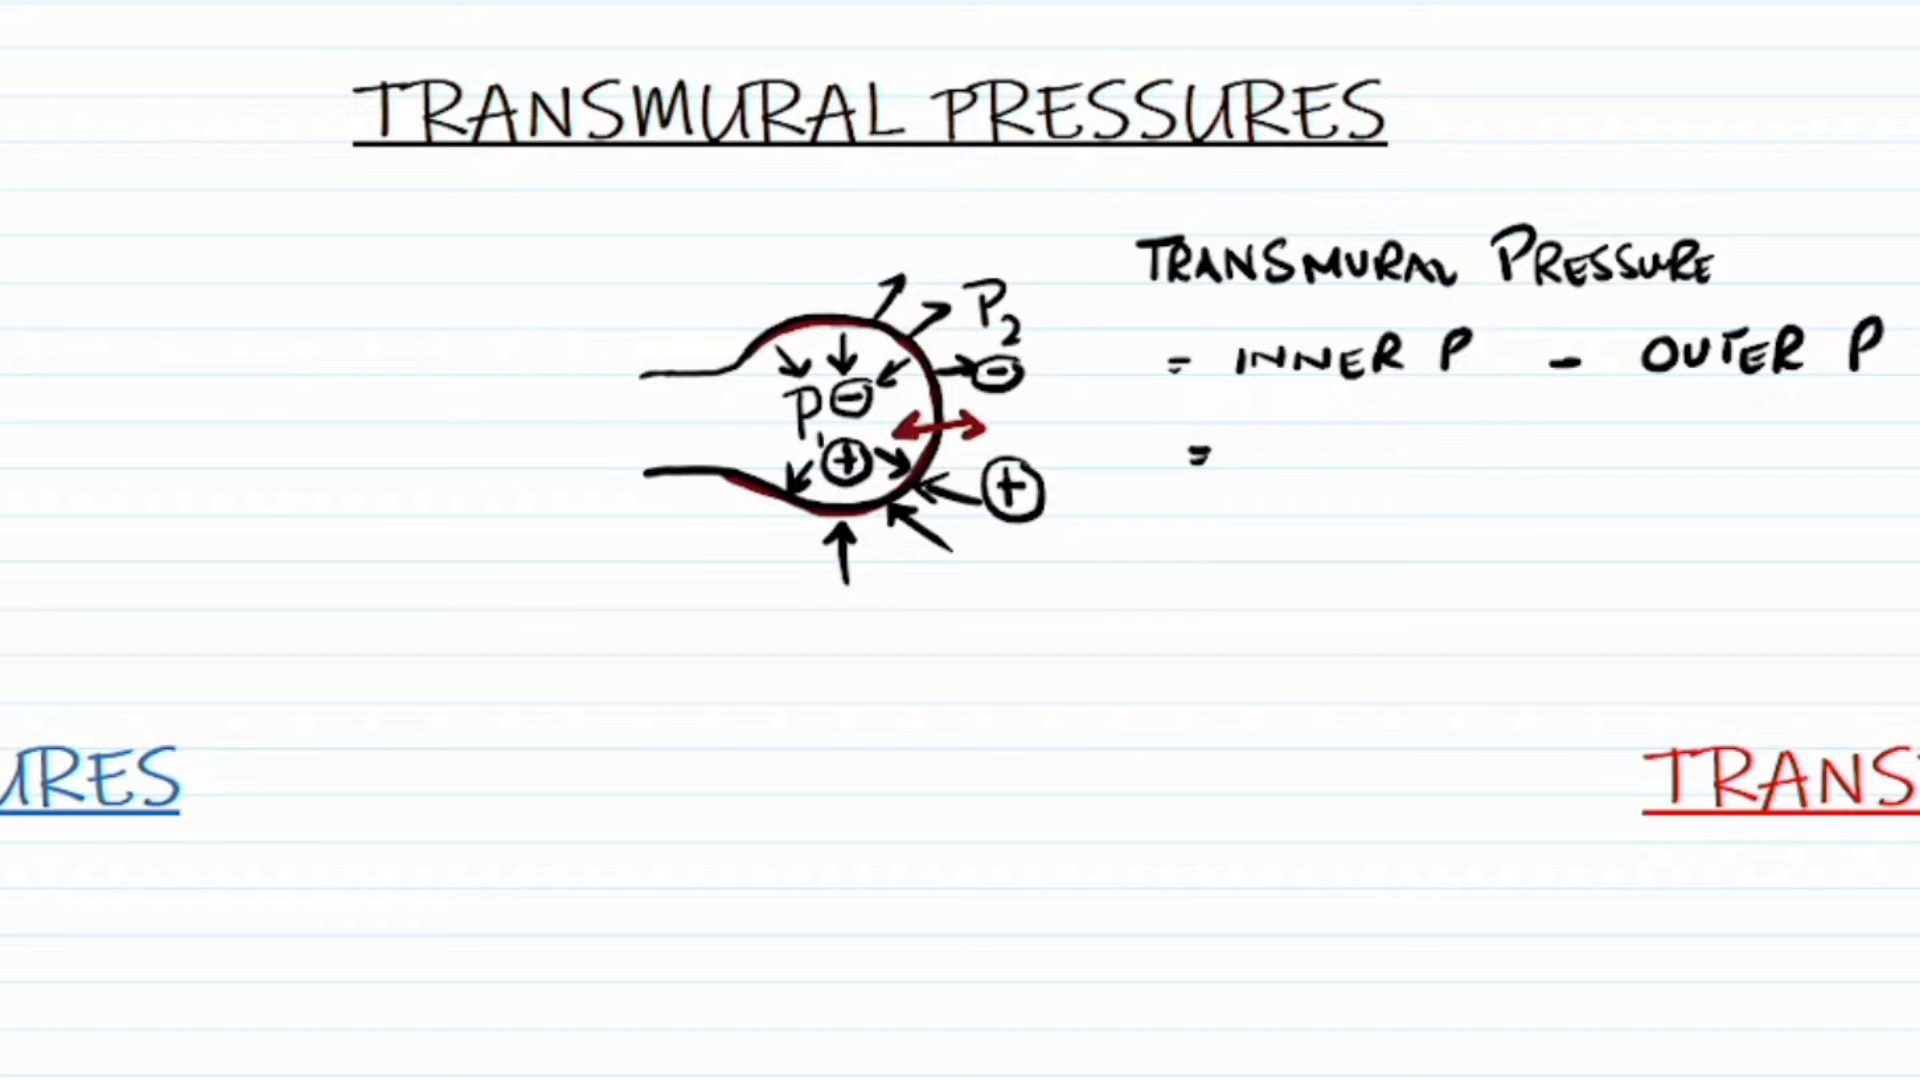 TRANSMURAL PRESSURES
TRANSMURAL PRESSURE
= INNER P - OUTER P
=
P2
-
P1 -
+
+
URES
TRANS